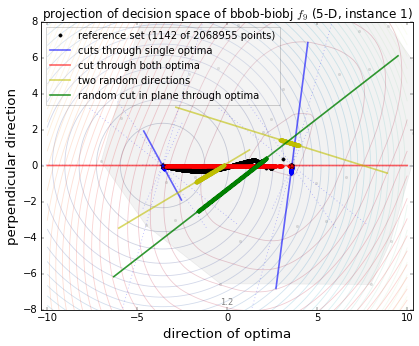 projection of decision space of bbob-biobj f₉ (5-D, instance 1)
reference set (1142 of 2068955 points)
cuts through single optima
cut through both optima
two random directions
random cut in plane through optima
perpendicular direction
8
6
4
2
0
−2
−4
−6
−8
1.2
−10
−5
0
5
10
direction of optima